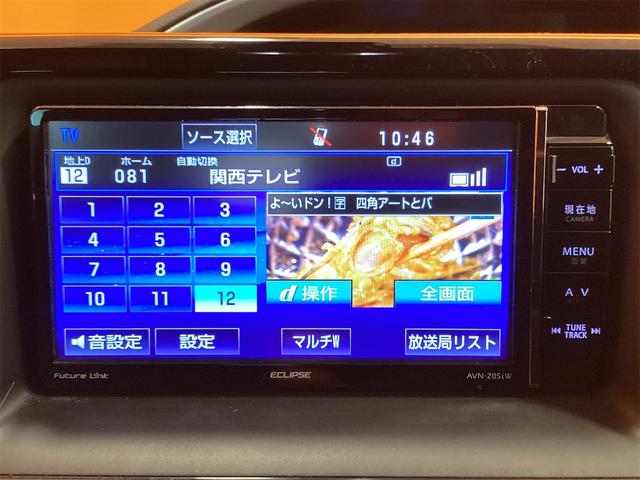 TV ソース選択 10:46
地上D ホーム 自動切換 d
12 081 関西テレビ
よ～いドン!字 四角アートとパ
1 2 3
4 5 6
7 8 9
10 11 12
d 操作 全画面
音設定 設定 マルチW 放送局リスト
Future Link ECLIPSE AVN-Z05iW
− VOL +
現在地
CAMERA
MENU
画質
A V
TUNE
TRACK